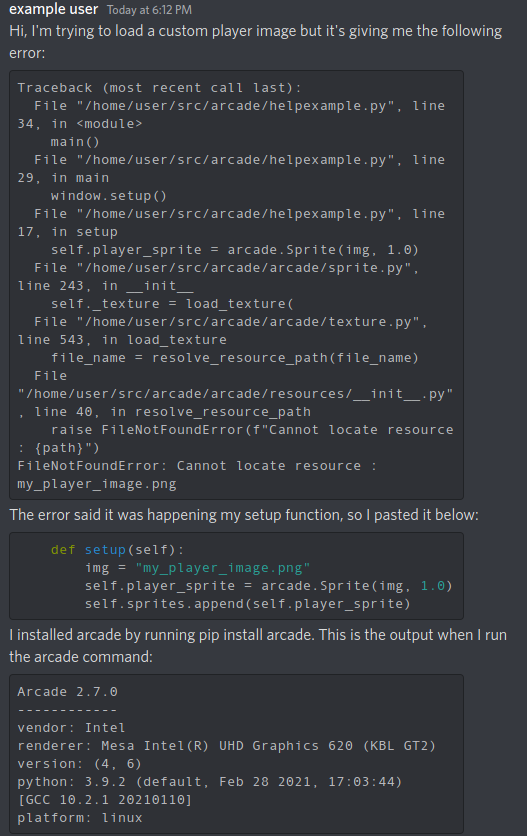 example user Today at 6:12 PM
Hi, I'm trying to load a custom player image but it's giving me the following
error:
Traceback (most recent call last):
  File "/home/user/src/arcade/helpexample.py", line
34, in <module>
    main()
  File "/home/user/src/arcade/helpexample.py", line
29, in main
    window.setup()
  File "/home/user/src/arcade/helpexample.py", line
17, in setup
    self.player_sprite = arcade.Sprite(img, 1.0)
  File "/home/user/src/arcade/arcade/sprite.py",
line 243, in __init__
    self._texture = load_texture(
  File "/home/user/src/arcade/arcade/texture.py",
line 543, in load_texture
    file_name = resolve_resource_path(file_name)
  File
"/home/user/src/arcade/arcade/resources/__init__.py"
, line 40, in resolve_resource_path
    raise FileNotFoundError(f"Cannot locate resource
: {path}")
FileNotFoundError: Cannot locate resource :
my_player_image.png
The error said it was happening my setup function, so I pasted it below:
    def setup(self):
        img = "my_player_image.png"
        self.player_sprite = arcade.Sprite(img, 1.0)
        self.sprites.append(self.player_sprite)
I installed arcade by running pip install arcade. This is the output when I run
the arcade command:
Arcade 2.7.0
------------
vendor: Intel
renderer: Mesa Intel(R) UHD Graphics 620 (KBL GT2)
version: (4, 6)
python: 3.9.2 (default, Feb 28 2021, 17:03:44)
[GCC 10.2.1 20210110]
platform: linux